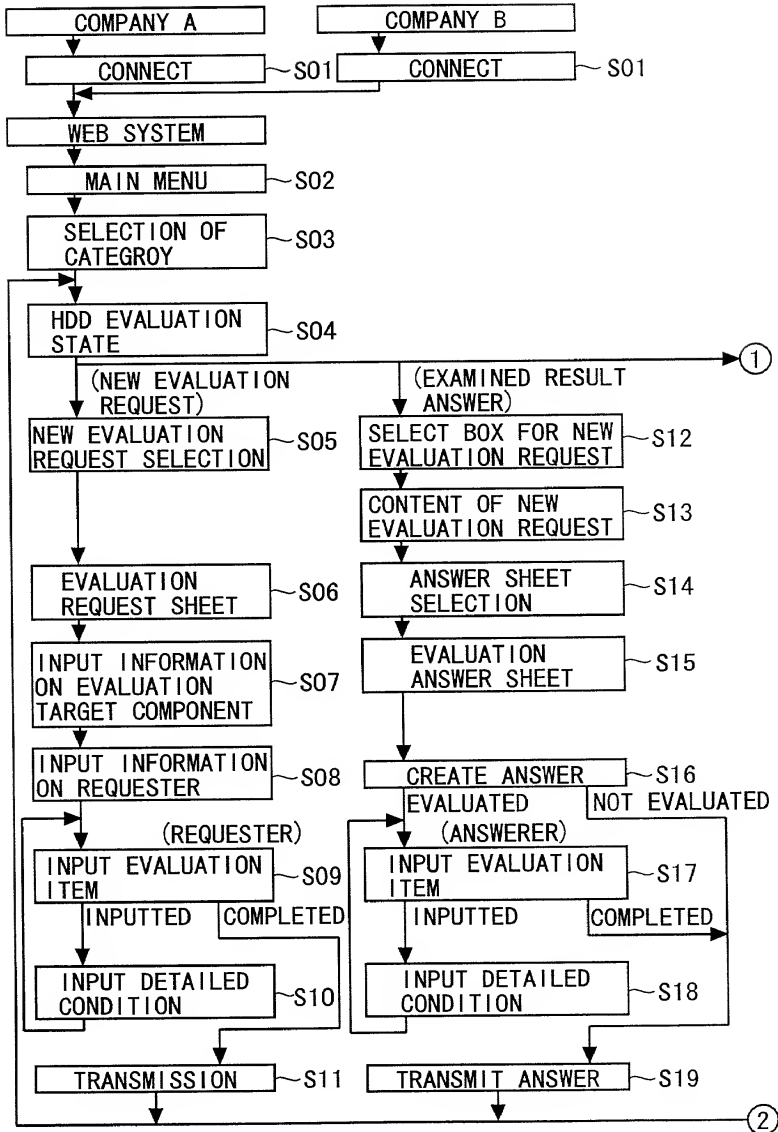 COMPANY A
COMPANY B
CONNECT
S01
CONNECT
S01
WEB SYSTEM
MAIN MENU
S02
SELECTION OF
CATEGROY
S03
HDD EVALUATION
STATE
S04
1
(NEW EVALUATION
REQUEST)
NEW EVALUATION
REQUEST SELECTION
S05
EVALUATION
REQUEST SHEET
S06
INPUT INFORMATION
ON EVALUATION
TARGET COMPONENT
S07
INPUT INFORMATION
ON REQUESTER
S08
(REQUESTER)
INPUT EVALUATION
ITEM
S09
INPUTTED
COMPLETED
INPUT DETAILED
CONDITION
S10
TRANSMISSION
S11
(EXAMINED RESULT
ANSWER)
SELECT BOX FOR NEW
EVALUATION REQUEST
S12
CONTENT OF NEW
EVALUATION REQUEST
S13
ANSWER SHEET
SELECTION
S14
EVALUATION
ANSWER SHEET
S15
CREATE ANSWER
S16
EVALUATED
NOT EVALUATED
(ANSWERER)
INPUT EVALUATION
ITEM
S17
INPUTTED
COMPLETED
INPUT DETAILED
CONDITION
S18
TRANSMIT ANSWER
S19
2